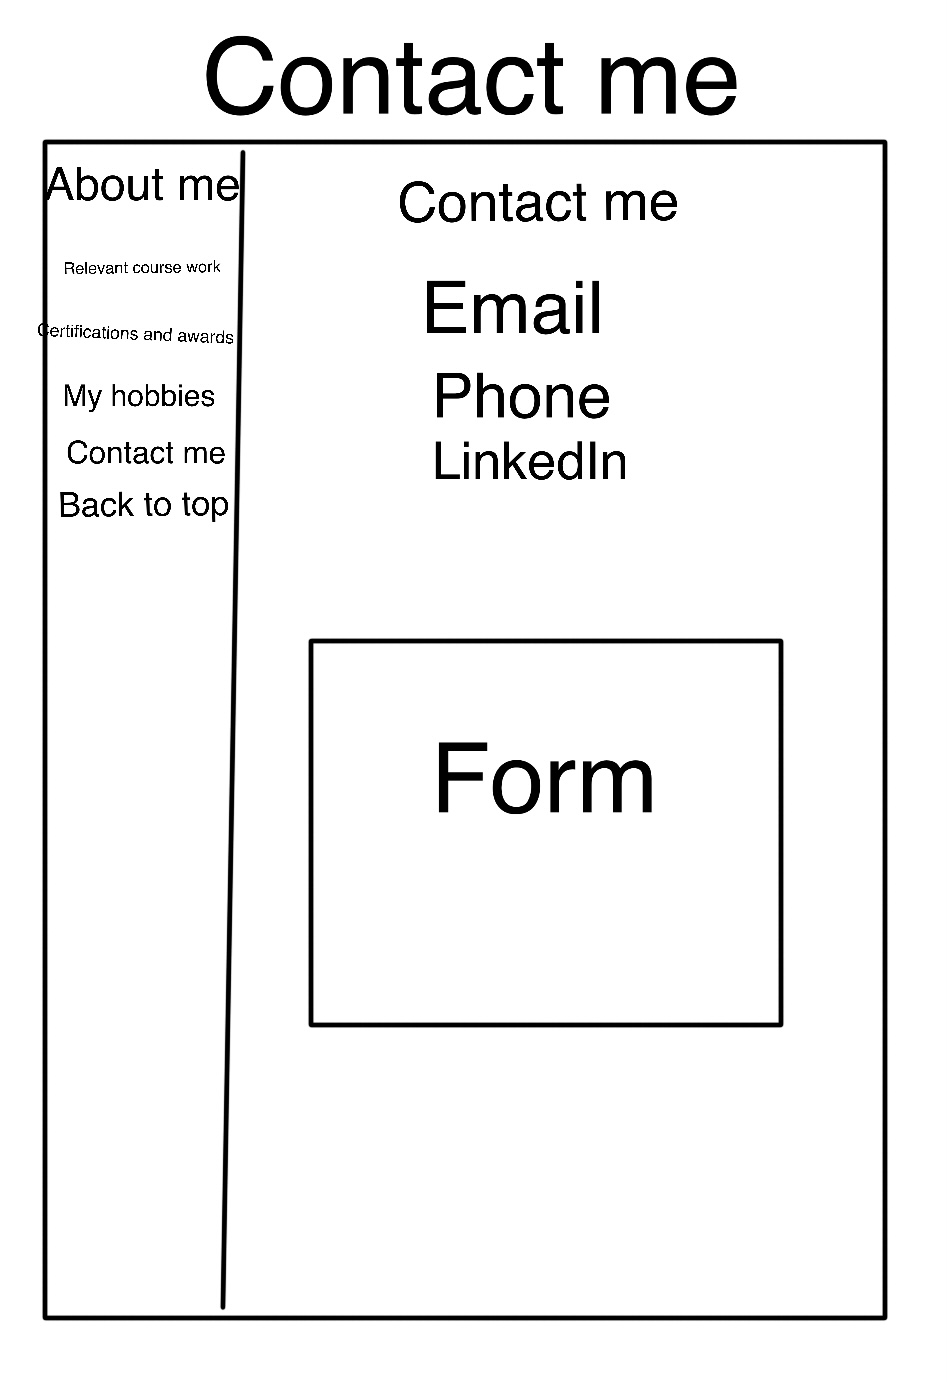 Contact me
About me
Relevant course work
Certifications and awards
My hobbies
Contact me
Back to top
Contact me
Email
Phone
LinkedIn
Form